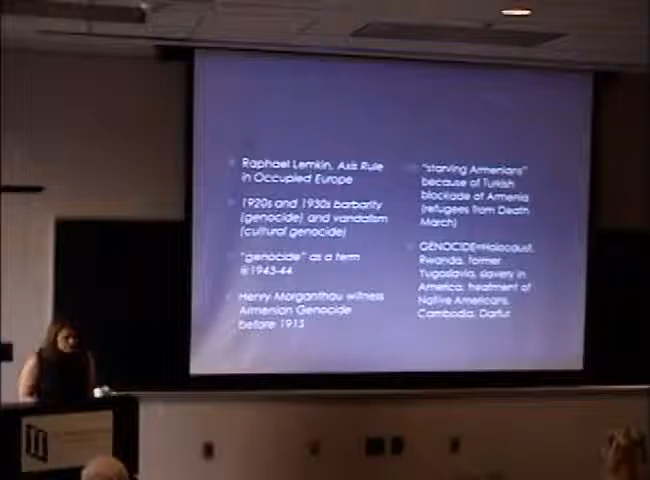 Raphael Lemkin, Axis Rule
in Occupied Europe
1920s and 1930s barbarity
(genocide) and vandalism
(cultural genocide)
"genocide" as a term
@1943-44
Henry Morganthau witness
Armenian Genocide
before 1915
"starving Armenians"
because of Turkish
blockade of Armenia
(refugees from Death
March)
GENOCIDE=Holocaust,
Rwanda, former
Yugoslavia, slavery in
America, treatment of
Native Americans,
Cambodia, Darfur